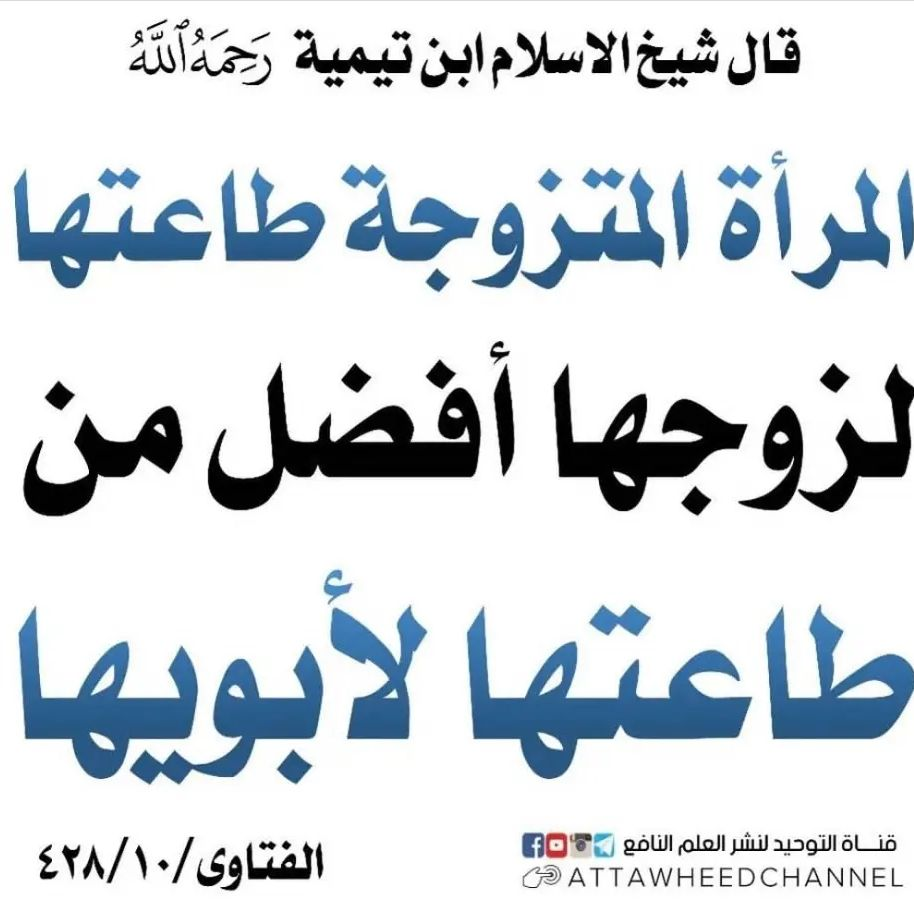 قال شيخ الاسلام ابن تيمية رَحِمَهُ ٱللَّهُ
المرأة المتزوجة طاعتها
لزوجها أفضل من
طاعتها لأبويها
الفتاوى/١٠/٤٢٨
قنـاة التوحيد لنشر العلم النافع
ATTAWHEEDCHANNEL